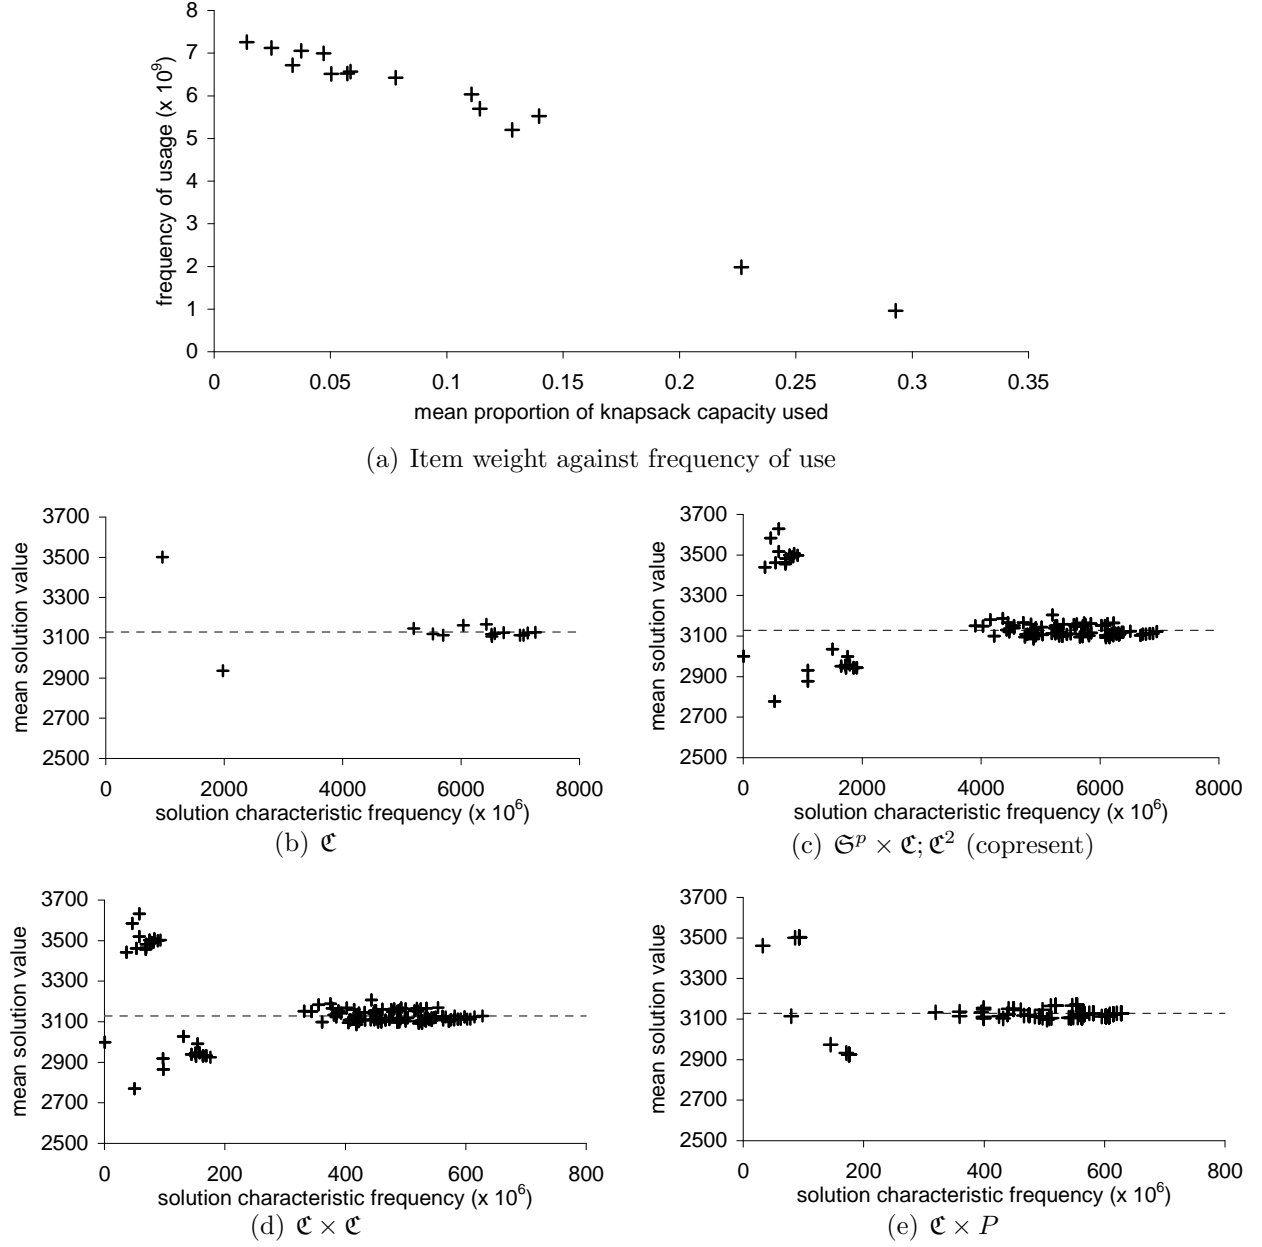 8
7
6
5
4
3
2
1
0
frequency of usage (x 10⁹)
0 0.05 0.1 0.15 0.2 0.25 0.3 0.35
mean proportion of knapsack capacity used
(a) Item weight against frequency of use
3700
3500
3300
3100
2900
2700
2500
mean solution value
0 2000 4000 6000 8000
solution characteristic frequency (x 10⁶)
(b) ℭ
3700
3500
3300
3100
2900
2700
2500
mean solution value
0 2000 4000 6000 8000
solution characteristic frequency (x 10⁶)
(c) 𝔖ᵖ × ℭ; ℭ² (copresent)
3700
3500
3300
3100
2900
2700
2500
mean solution value
0 200 400 600 800
solution characteristic frequency (x 10⁶)
(d) ℭ × ℭ
3700
3500
3300
3100
2900
2700
2500
mean solution value
0 200 400 600 800
solution characteristic frequency (x 10⁶)
(e) ℭ × P